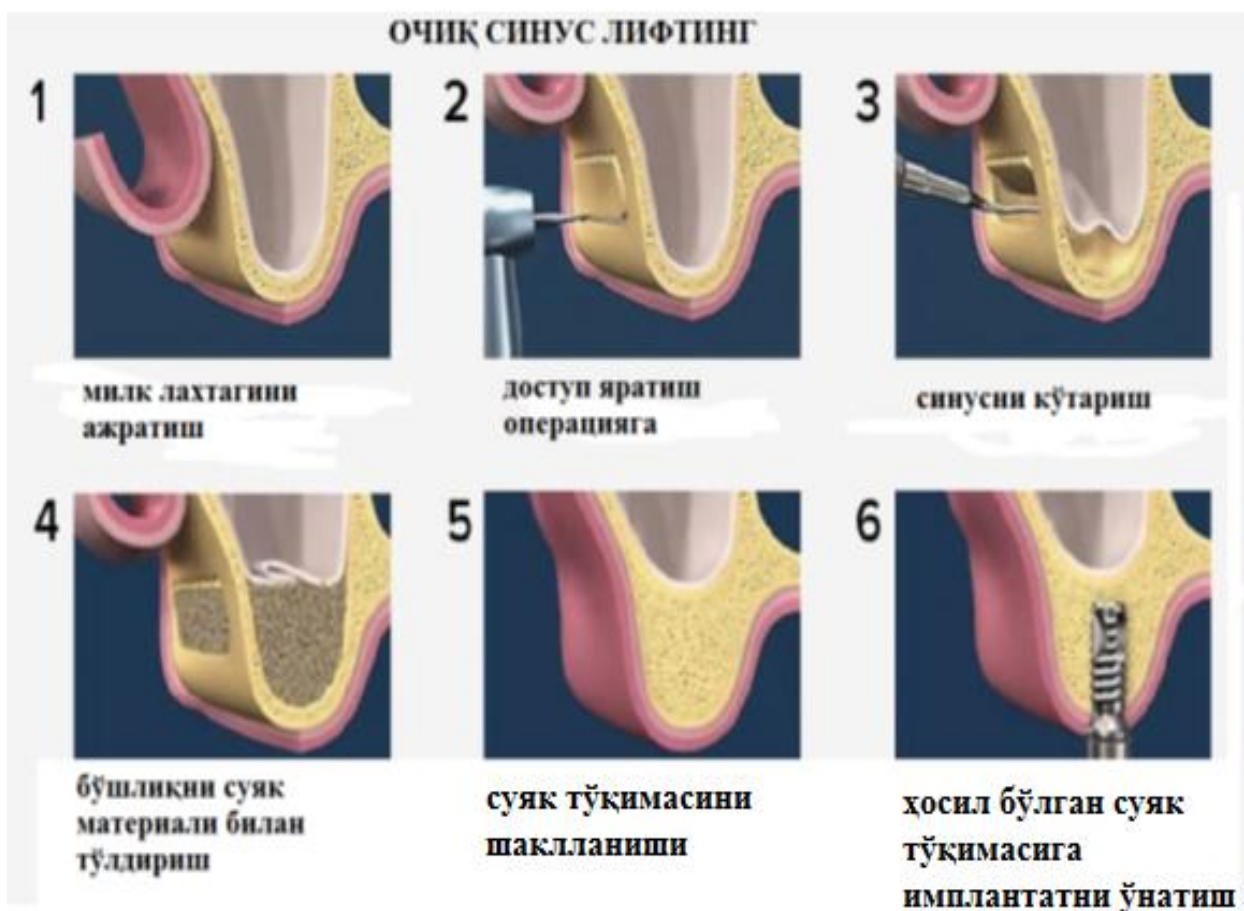 ОЧИҚ СИНУС ЛИФТИНГ
1
милк лахтагини
ажратиш
2
доступ яратиш
операцияга
3
синусни кўтариш
4
бўшлиқни суяк
материали билан
тўлдириш
5
суяк тўқимасини
шаклланиши
6
ҳосил бўлган суяк
тўқимасига
имплантатни ўнатиш